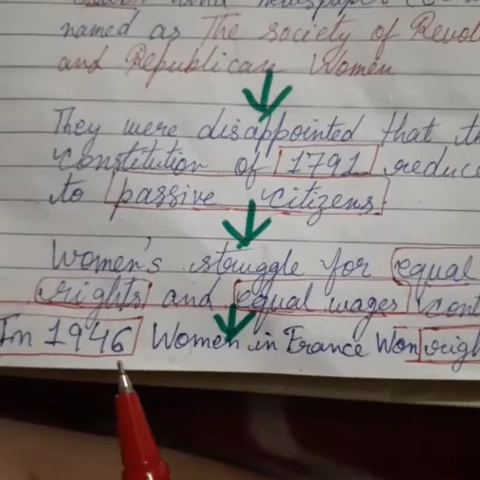 named as The society of Revol
and Republican Women
They were disappointed that th
constitution of 1791 reduce
to passive citizens
Women's struggle for equal
rights and equal wages cont
In 1946 Women in France Won righ